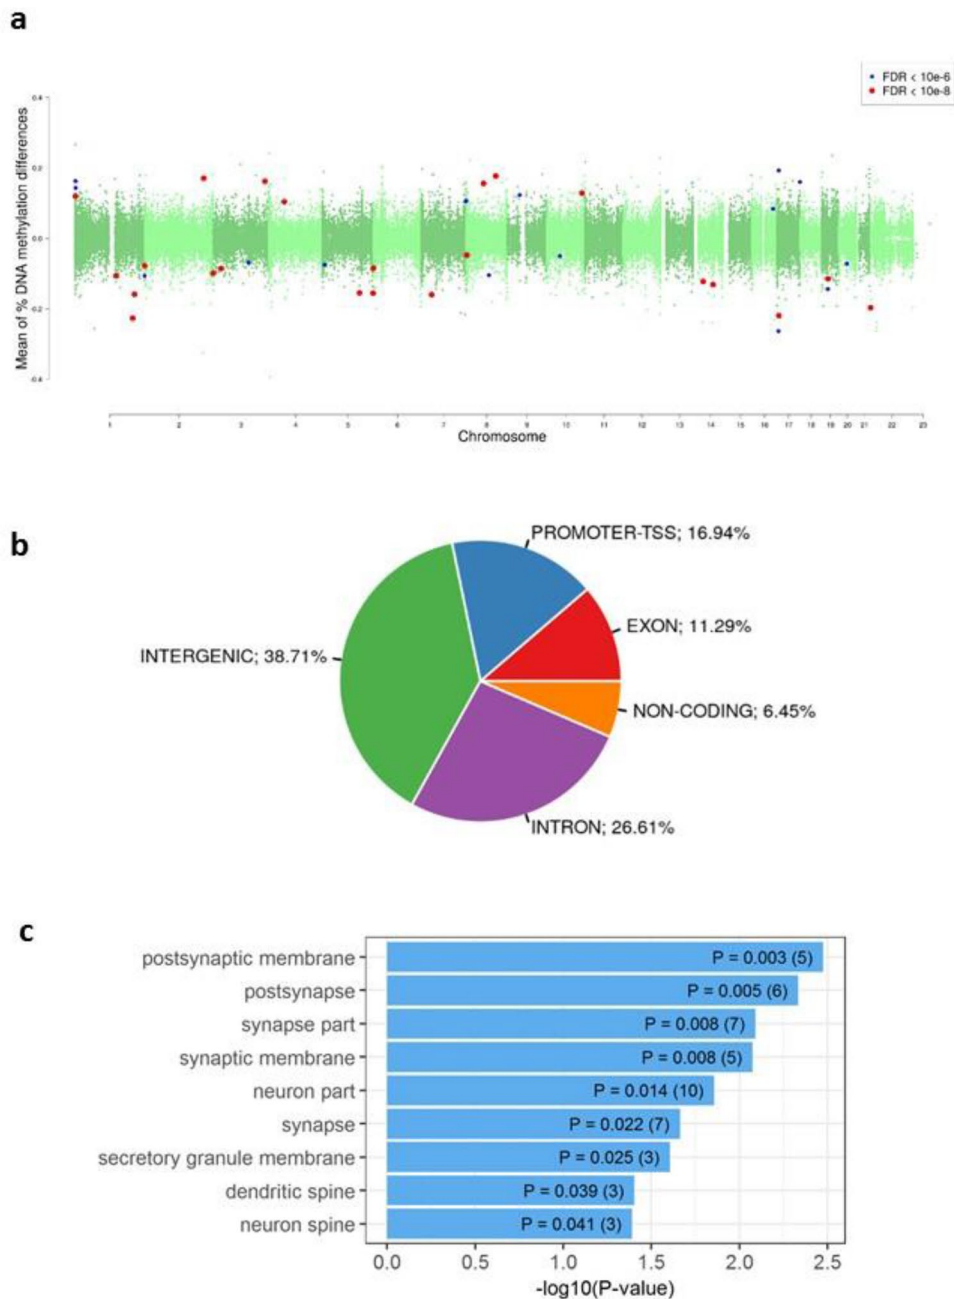 a
FDR < 10e-6
FDR < 10e-8
Mean of % DNA methylation differences
0.4
0.2
0.0
-0.2
-0.4
1 2 3 4 5 6 7 8 9 10 11 12 13 14 15 16 17 18 19 20 21 22 23
Chromosome
b
PROMOTER-TSS; 16.94%
EXON; 11.29%
INTERGENIC; 38.71%
NON-CODING; 6.45%
INTRON; 26.61%
c
postsynaptic membrane P = 0.003 (5)
postsynapse P = 0.005 (6)
synapse part P = 0.008 (7)
synaptic membrane P = 0.008 (5)
neuron part P = 0.014 (10)
synapse P = 0.022 (7)
secretory granule membrane P = 0.025 (3)
dendritic spine P = 0.039 (3)
neuron spine P = 0.041 (3)
0.0 0.5 1.0 1.5 2.0 2.5
-log10(P-value)